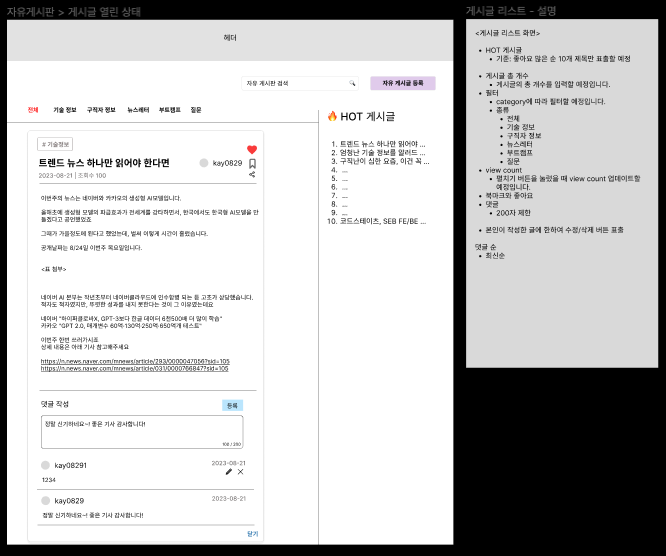 자유게시판 > 게시글 열린 상태
헤더
자유 게시판 검색
자유 게시글 등록
전체 기술 정보 구직자 정보 뉴스레터 부트캠프 질문
# 기술정보
트렌드 뉴스 하나만 읽어야 한다면
kay0829
2023-08-21 | 조회수 100
이번주의 뉴스는 네이버와 카카오의 생성형 AI모델입니다.
올해초에 생성형 모델의 파급효과가 전세계를 강타하면서, 한국에서도 한국형 AI모델을 만
들겠다고 공언했었죠
그때가 가을정도에 된다고 했었는데, 벌써 이렇게 시간이 흘렀습니다.
공개날짜는 8/24일 이번주 목요일입니다.
<표 첨부>
네이버 AI 본부는 작년초부터 네이버클라우드에 인수합병 되는 등 고초가 상당했습니다.
적자도 적자였지만, 뚜렷한 성과를 내지 못한다는 것이 그 이유였는데요
네이버 "하이퍼클로바X, GPT-3보다 한글 데이터 6천500배 더 많이 학습"
카카오 "GPT 2.0, 매개변수 60억·130억·250억·650억개 테스트"
이번주 한번 쓰러가시죠
상세 내용은 아래 기사 참고해주세요
https://n.news.naver.com/mnews/article/293/0000047056?sid=105
https://n.news.naver.com/mnews/article/031/0000766847?sid=105
댓글 작성
등록
정말 신기하네요~! 좋은 기사 감사합니다!
100 / 200
kay08291
2023-08-21
1234
kay0829
2023-08-21
정말 신기하네요~! 좋은 기사 감사합니다!
닫기
🔥 HOT 게시글
1. 트렌드 뉴스 하나만 읽어야 ...
2. 엄청난 기술 정보를 알려드 ...
3. 구직난이 심한 요즘, 이건 꼭 ...
4. ...
5. ...
6. ...
7. ...
8. ...
9. ...
10. 코드스테이츠, SEB FE/BE ...
게시글 리스트 - 설명
<게시글 리스트 화면>
• HOT 게시글
• 기준: 좋아요 많은 순 10개 제목만 표출할 예정
• 게시글 총 개수
• 게시글의 총 개수를 입력할 예정입니다.
• 필터
• category에 따라 필터할 예정입니다.
• 종류
• 전체
• 기술 정보
• 구직자 정보
• 뉴스레터
• 부트캠프
• 질문
• view count
• 펼치기 버튼을 눌렀을 때 view count 업데이트할
예정입니다.
• 북마크와 좋아요
• 댓글
• 200자 제한
• 본인이 작성한 글에 한하여 수정/삭제 버튼 표출
댓글 순
• 최신순